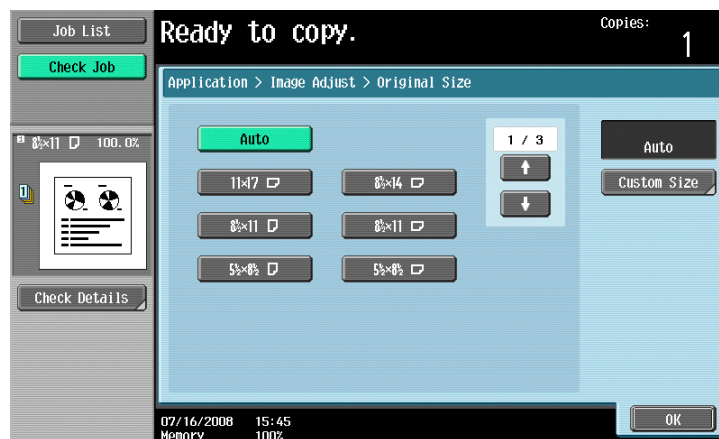 Job List
Check Job
8½×11 100.0%
1
Check Details
Ready to copy.
Copies:
1
Application > Image Adjust > Original Size
Auto
11×17
8½×14
8½×11
8½×11
5½×8½
5½×8½
1 / 3
Auto
Custom Size
07/16/2008 15:45
Memory 100%
OK